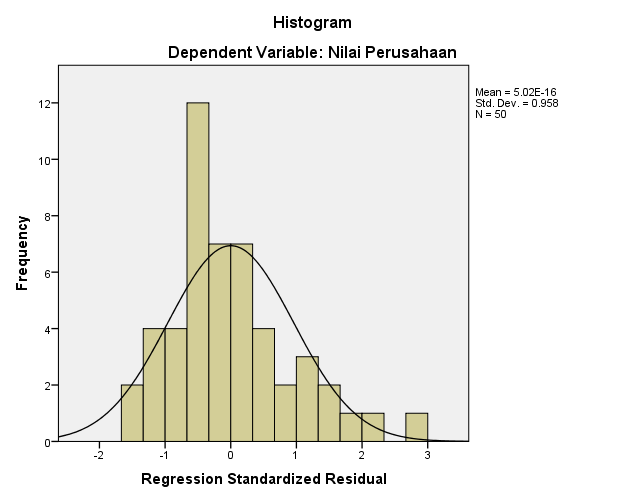 Histogram
Dependent Variable: Nilai Perusahaan
Mean = 5.02E-16
Std. Dev. = 0.958
N = 50
Frequency
12
10
8
6
4
2
0
-2 -1 0 1 2 3
Regression Standardized Residual